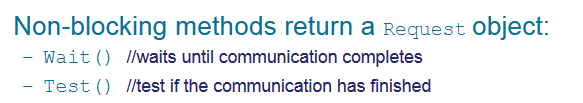 Non-blocking methods return a Request object:
– Wait() //waits until communication completes
– Test() //test if the communication has finished